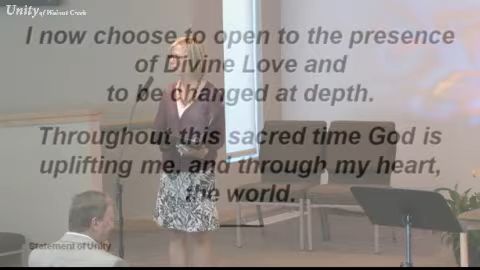 Unity of Walnut Creek
I now choose to open to the presence
of Divine Love and
to be changed at depth.
Throughout this sacred time God is
uplifting me, and through my heart,
the world.
Statement of Unity